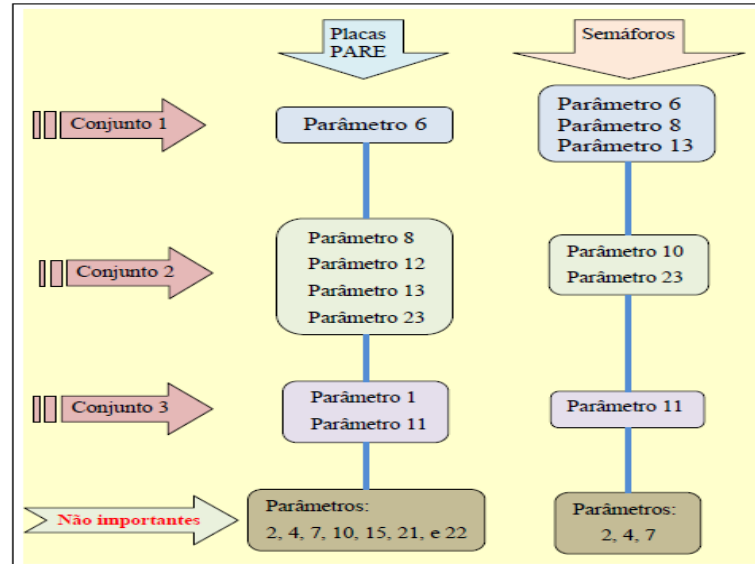 Placas
PARE
Semáforos
Conjunto 1
Parâmetro 6
Parâmetro 6
Parâmetro 8
Parâmetro 13
Conjunto 2
Parâmetro 8
Parâmetro 12
Parâmetro 13
Parâmetro 23
Parâmetro 10
Parâmetro 23
Conjunto 3
Parâmetro 1
Parâmetro 11
Parâmetro 11
Não importantes
Parâmetros:
2, 4, 7, 10, 15, 21, e 22
Parâmetros:
2, 4, 7